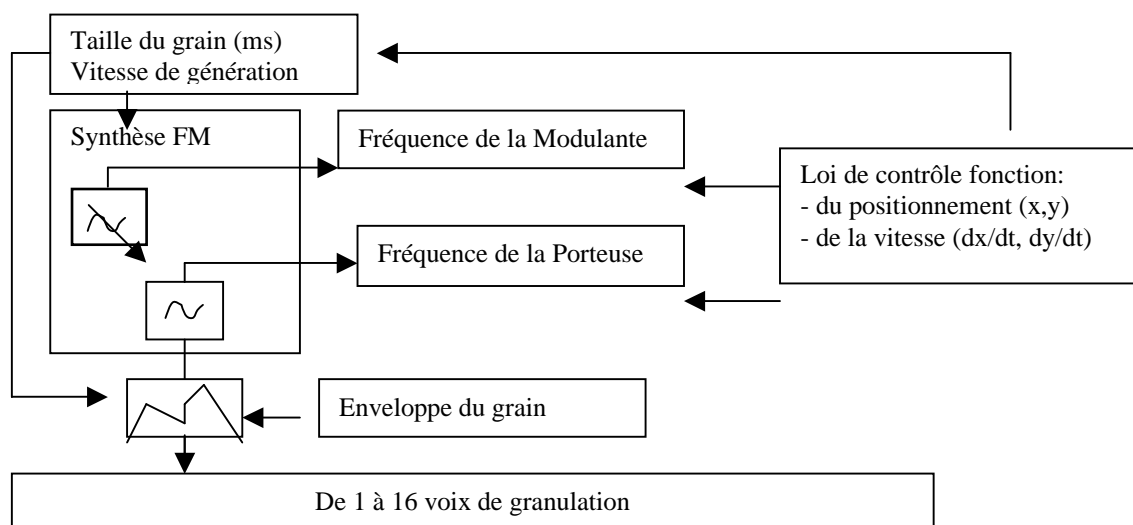 Taille du grain (ms)
Vitesse de génération
Synthèse FM
Fréquence de la Modulante
Fréquence de la Porteuse
Loi de contrôle fonction:
- du positionnement (x,y)
- de la vitesse (dx/dt, dy/dt)
Enveloppe du grain
De 1 à 16 voix de granulation